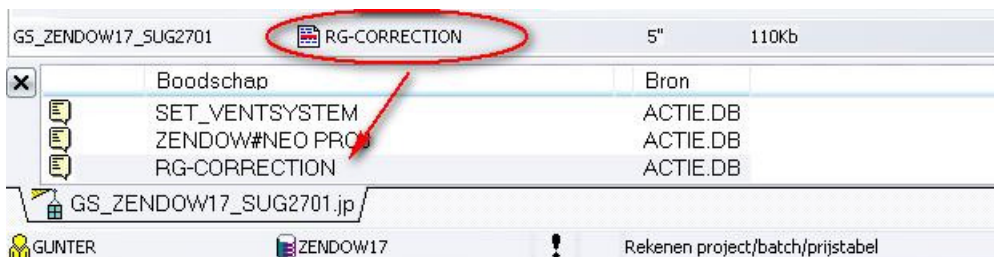 GS_ZENDOW17_SUG2701 RG-CORRECTION 5" 110Kb
Boodschap Bron
SET_VENTSYSTEM ACTIE.DB
ZENDOW#NEO ACTIE.DB
RG-CORRECTION ACTIE.DB
GS_ZENDOW17_SUG2701.jp
GUNTER ZENDOW17 ! Rekenen project/batch/prijstabel